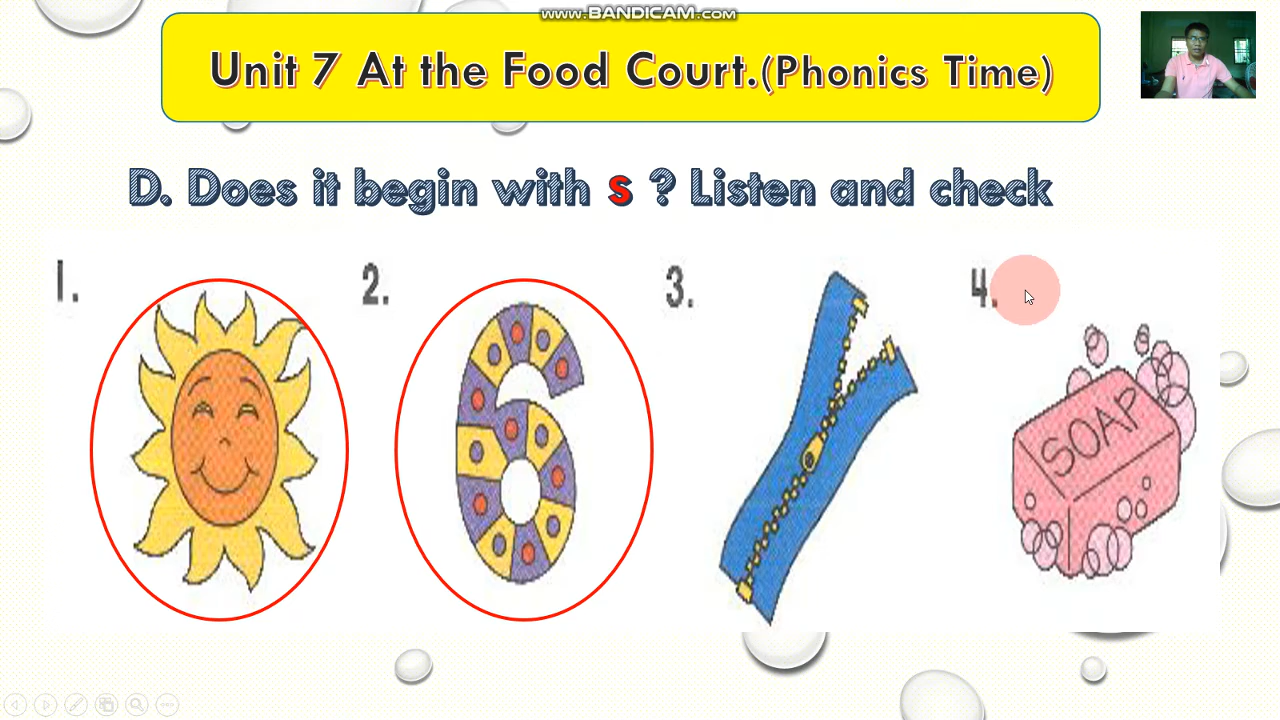 WWW.BANDICAM.COM
Unit 7 At the Food Court.(Phonics Time)
D. Does it begin with s ? Listen and check
1.
2.
3.
4.
6
SOAP